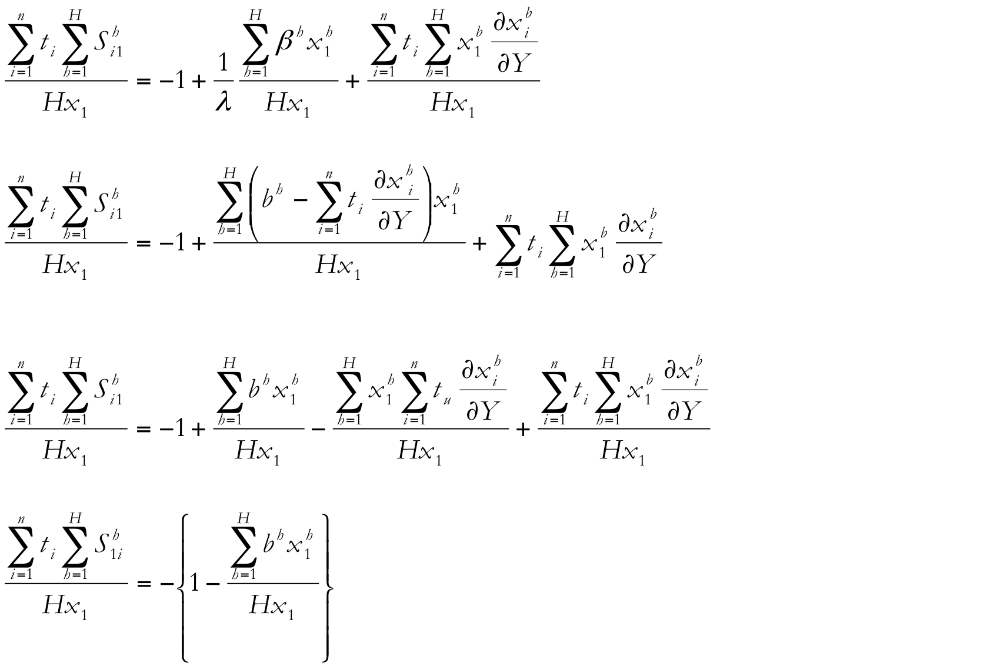 $$\frac{\sum_{i=1}^{n} t_i \sum_{h=1}^{H} S_{i1}^{h}}{Hx_1} = -1 + \frac{1}{\lambda} \frac{\sum_{h=1}^{H} \beta^h x_1^h}{Hx_1} + \frac{\sum_{i=1}^{n} t_i \sum_{h=1}^{H} x_1^b \frac{\partial x_i^b}{\partial Y}}{Hx_1}$$
$$\frac{\sum_{i=1}^{n} t_i \sum_{h=1}^{H} S_{i1}^{h}}{Hx_1} = -1 + \frac{\sum_{h=1}^{H} \left( b^h - \sum_{i=1}^{n} t_i \frac{\partial x_i^h}{\partial Y} \right) x_1^h}{Hx_1} + \sum_{i=1}^{n} t_i \sum_{h=1}^{H} x_1^b \frac{\partial x_i^b}{\partial Y}$$
$$\frac{\sum_{i=1}^{n} t_i \sum_{h=1}^{H} S_{i1}^{h}}{Hx_1} = -1 + \frac{\sum_{h=1}^{H} b^h x_1^h}{Hx_1} - \frac{\sum_{h=1}^{H} x_1^h \sum_{i=1}^{n} t_u \frac{\partial x_i^h}{\partial Y}}{Hx_1} + \frac{\sum_{i=1}^{n} t_i \sum_{h=1}^{H} x_1^b \frac{\partial x_i^b}{\partial Y}}{Hx_1}$$
$$\frac{\sum_{i=1}^{n} t_i \sum_{h=1}^{H} S_{1i}^{h}}{Hx_1} = -\left\{ 1 - \frac{\sum_{h=1}^{H} b^h x_1^h}{Hx_1} \right\}$$